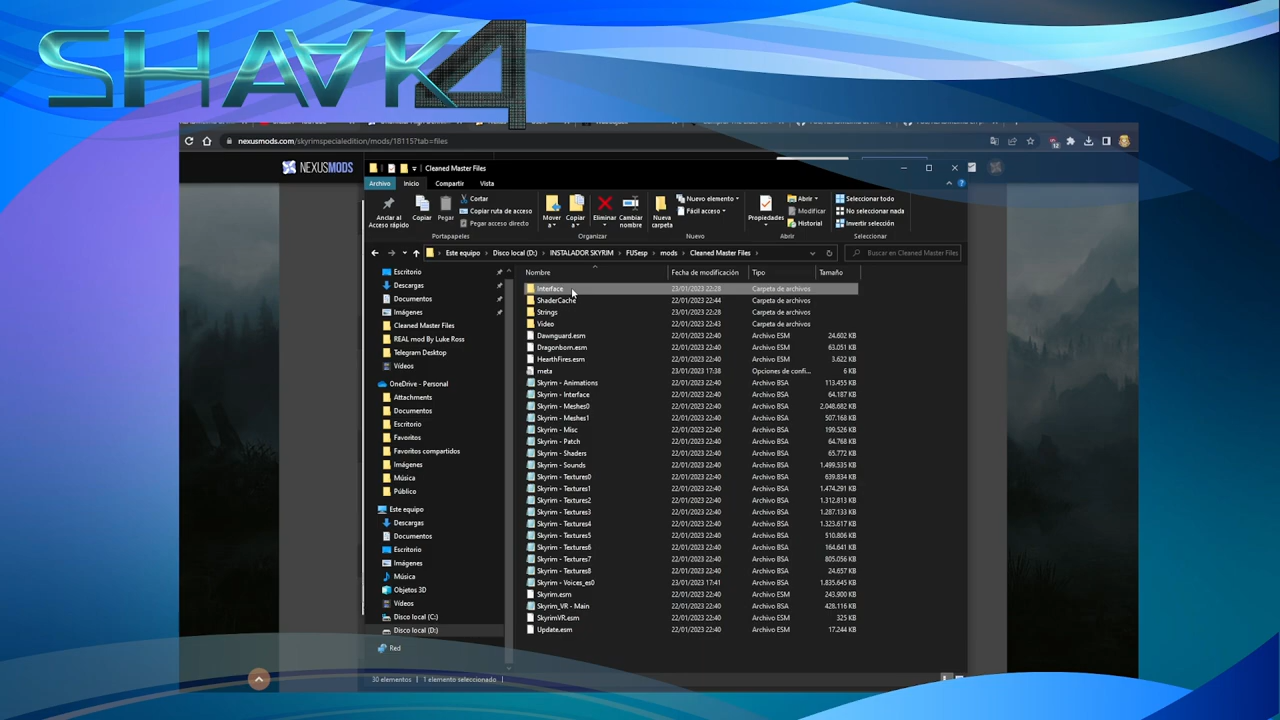 SHAAK4
nexusmods.com/skyrimspecialedition/mods/18115?tab=files
12
NEXUSMODS
Cleaned Master Files
Archivo Inicio Compartir Vista
Anclar al Acceso rápido
Copiar
Pegar
Cortar
Copiar ruta de acceso
Pegar acceso directo
Portapapeles
Mover a
Copiar a
Eliminar
Cambiar nombre
Organizar
Nueva carpeta
Nuevo elemento
Fácil acceso
Nuevo
Propiedades
Abrir
Modificar
Historial
Abrir
Seleccionar todo
No seleccionar nada
Invertir selección
Seleccionar
Este equipo > Disco local (D:) > INSTALADOR SKYRIM > FUSesp > mods > Cleaned Master Files >
Buscar en Cleaned Master Files
Escritorio
Descargas
Documentos
Imágenes
Cleaned Master Files
REAL mod By Luke Ross
Telegram Desktop
Vídeos
OneDrive - Personal
Attachments
Documentos
Escritorio
Favoritos
Favoritos compartidos
Imágenes
Música
Público
Este equipo
Descargas
Documentos
Escritorio
Imágenes
Música
Objetos 3D
Vídeos
Disco local (C:)
Disco local (D:)
Red
Nombre Fecha de modificación Tipo Tamaño
Interface 23/01/2023 22:28 Carpeta de archivos
ShaderCache 22/01/2023 22:44 Carpeta de archivos
Strings 23/01/2023 22:28 Carpeta de archivos
Video 22/01/2023 22:43 Carpeta de archivos
Dawnguard.esm 22/01/2023 22:40 Archivo ESM 24.602 KB
Dragonborn.esm 22/01/2023 22:40 Archivo ESM 63.051 KB
HearthFires.esm 22/01/2023 22:40 Archivo ESM 3.622 KB
meta 23/01/2023 17:38 Opciones de confi... 6 KB
Skyrim - Animations 22/01/2023 22:40 Archivo BSA 113.455 KB
Skyrim - Interface 22/01/2023 22:40 Archivo BSA 64.187 KB
Skyrim - Meshes0 22/01/2023 22:40 Archivo BSA 2.048.682 KB
Skyrim - Meshes1 22/01/2023 22:40 Archivo BSA 507.168 KB
Skyrim - Misc 22/01/2023 22:40 Archivo BSA 199.526 KB
Skyrim - Patch 22/01/2023 22:40 Archivo BSA 64.768 KB
Skyrim - Shaders 22/01/2023 22:40 Archivo BSA 65.772 KB
Skyrim - Sounds 22/01/2023 22:40 Archivo BSA 1.499.535 KB
Skyrim - Textures0 22/01/2023 22:40 Archivo BSA 639.834 KB
Skyrim - Textures1 22/01/2023 22:40 Archivo BSA 1.474.291 KB
Skyrim - Textures2 22/01/2023 22:40 Archivo BSA 1.312.813 KB
Skyrim - Textures3 22/01/2023 22:40 Archivo BSA 1.287.133 KB
Skyrim - Textures4 22/01/2023 22:40 Archivo BSA 1.323.617 KB
Skyrim - Textures5 22/01/2023 22:40 Archivo BSA 510.806 KB
Skyrim - Textures6 22/01/2023 22:40 Archivo BSA 164.641 KB
Skyrim - Textures7 22/01/2023 22:40 Archivo BSA 805.056 KB
Skyrim - Textures8 22/01/2023 22:40 Archivo BSA 24.657 KB
Skyrim - Voices_es0 23/01/2023 17:41 Archivo BSA 1.835.645 KB
Skyrim.esm 22/01/2023 22:40 Archivo ESM 243.900 KB
Skyrim_VR - Main 22/01/2023 22:40 Archivo BSA 428.116 KB
SkyrimVR.esm 22/01/2023 22:40 Archivo ESM 325 KB
Update.esm 22/01/2023 22:40 Archivo ESM 17.244 KB
30 elementos 1 elemento seleccionado